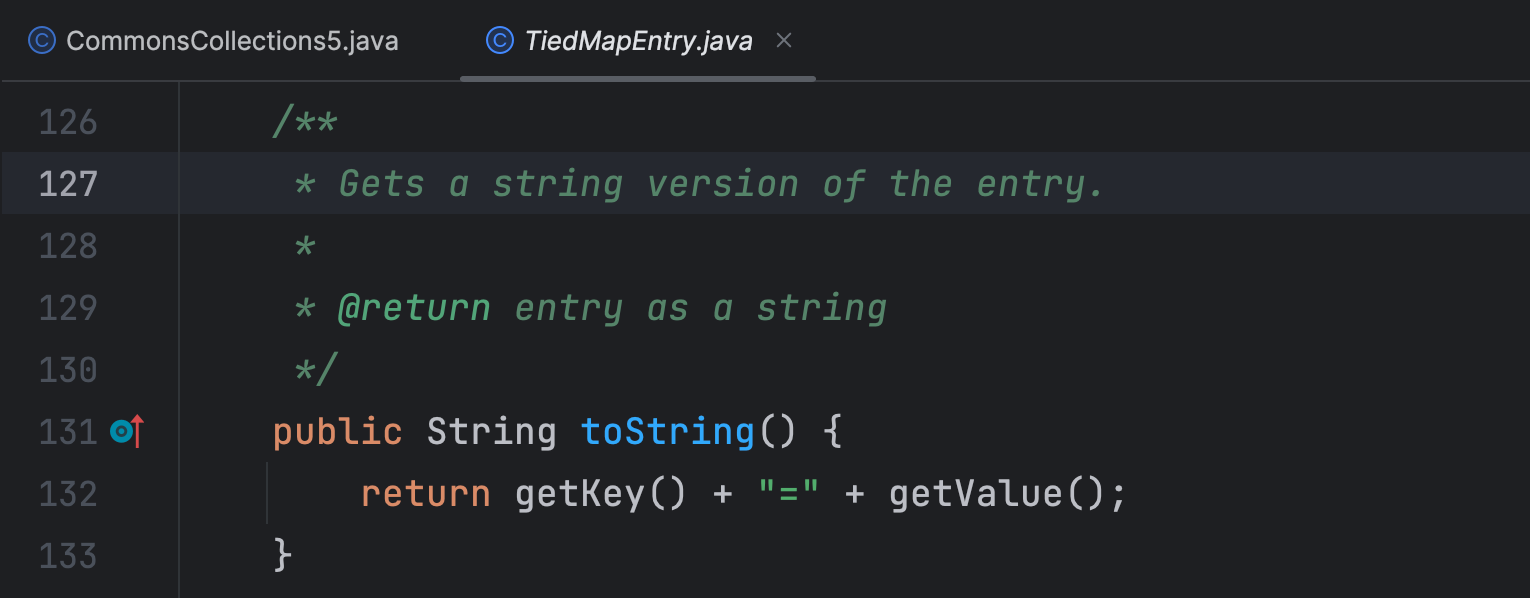 CommonsCollections5.java TiedMapEntry.java
126 /**
127 * Gets a string version of the entry.
128 *
129 * @return entry as a string
130 */
131 public String toString() {
132 return getKey() + "=" + getValue();
133 }